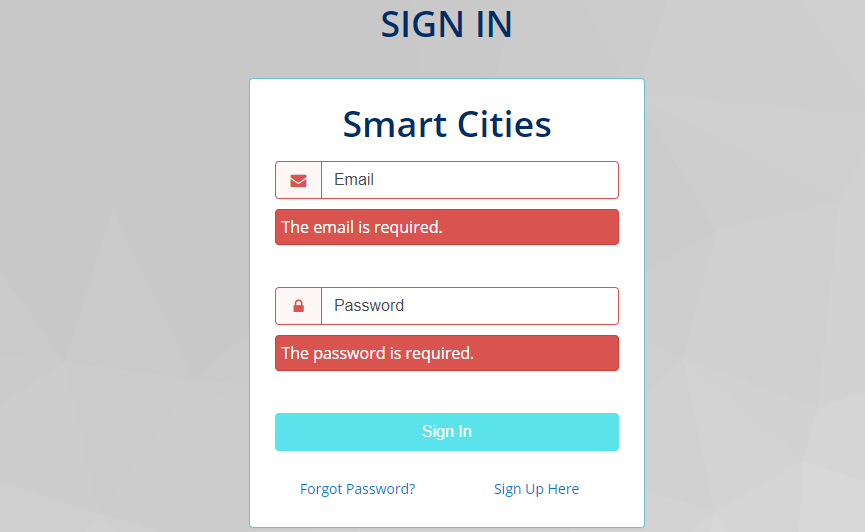 SIGN IN
Smart Cities
Email
The email is required.
Password
The password is required.
Sign In
Forgot Password? Sign Up Here